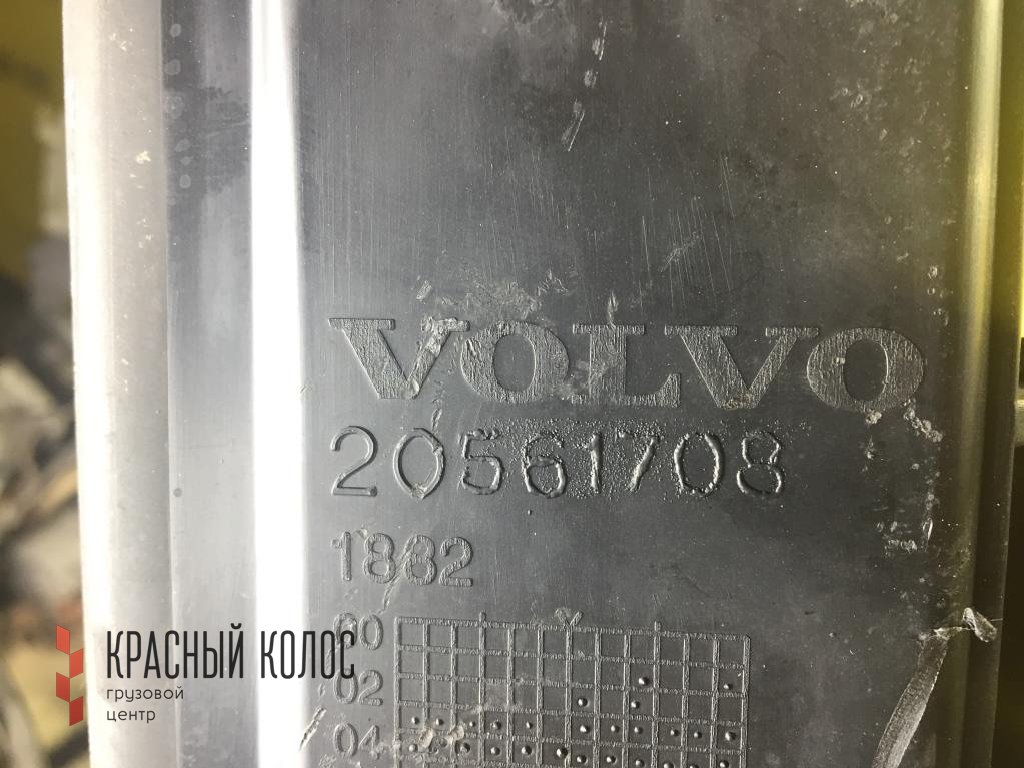 VOLVO
20561708
1882
00
02
04
КРАСНЫЙ КОЛОС
грузовой
центр